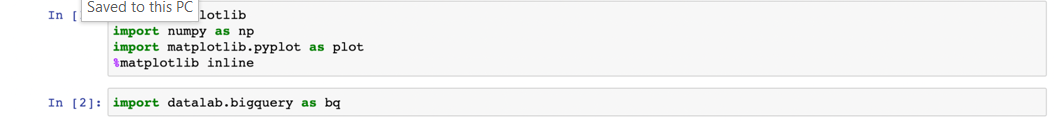 Saved to this PC
In [ lotlib
import numpy as np
import matplotlib.pyplot as plot
%matplotlib inline
In [2]: import datalab.bigquery as bq